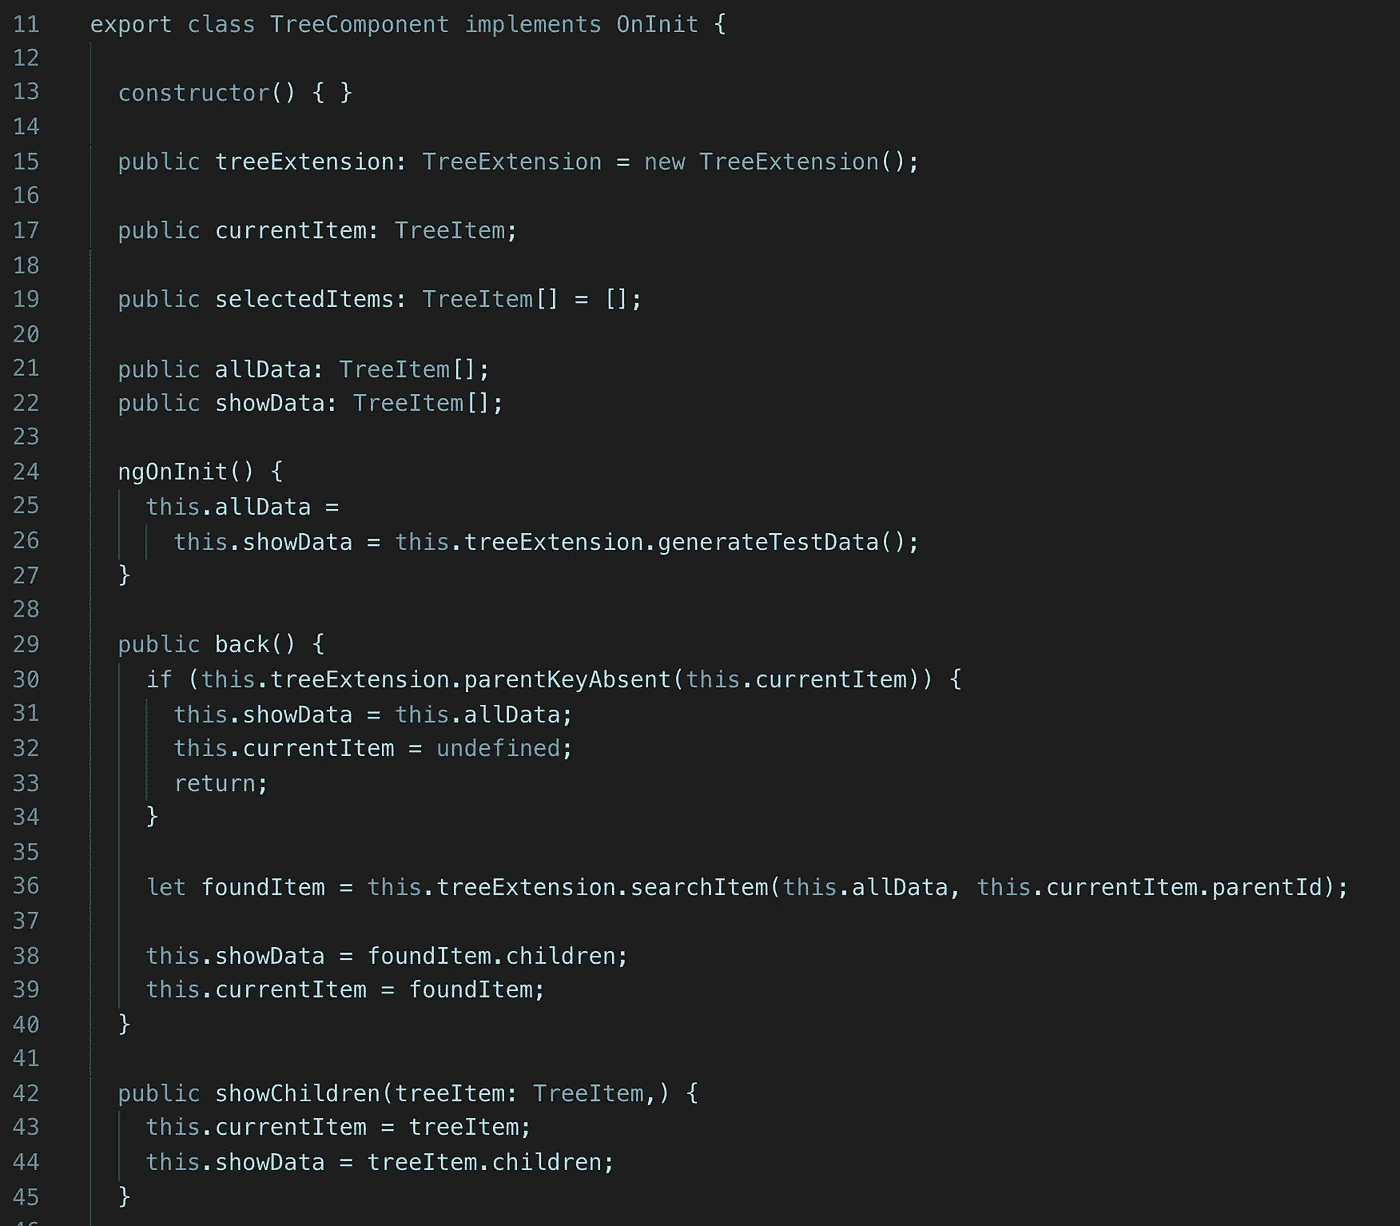 11 export class TreeComponent implements OnInit {
12
13 constructor() { }
14
15 public treeExtension: TreeExtension = new TreeExtension();
16
17 public currentItem: TreeItem;
18
19 public selectedItems: TreeItem[] = [];
20
21 public allData: TreeItem[];
22 public showData: TreeItem[];
23
24 ngOnInit() {
25 this.allData =
26 this.showData = this.treeExtension.generateTestData();
27 }
28
29 public back() {
30 if (this.treeExtension.parentKeyAbsent(this.currentItem)) {
31 this.showData = this.allData;
32 this.currentItem = undefined;
33 return;
34 }
35
36 let foundItem = this.treeExtension.searchItem(this.allData, this.currentItem.parentId);
37
38 this.showData = foundItem.children;
39 this.currentItem = foundItem;
40 }
41
42 public showChildren(treeItem: TreeItem,) {
43 this.currentItem = treeItem;
44 this.showData = treeItem.children;
45 }